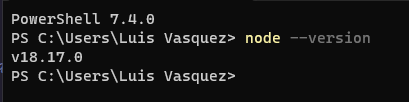 PowerShell 7.4.0
PS C:\Users\Luis Vasquez> node --version
v18.17.0
PS C:\Users\Luis Vasquez>